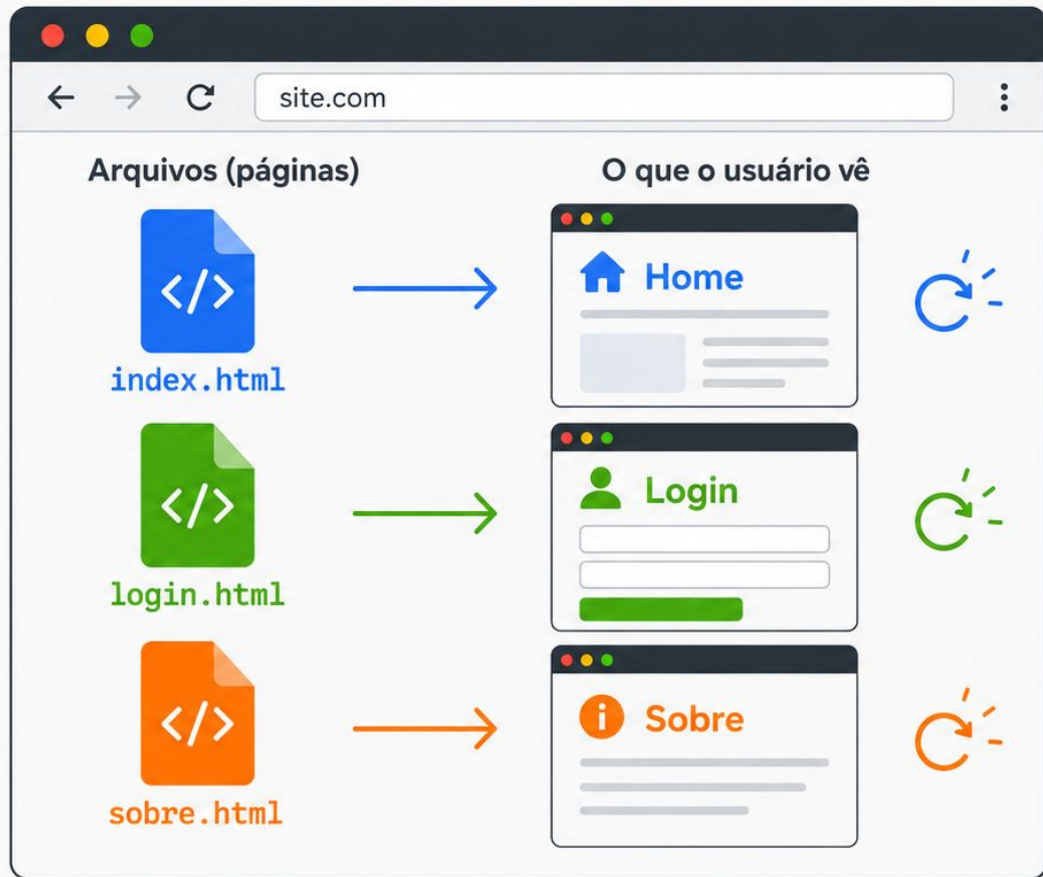 site.com
Arquivos (páginas)
O que o usuário vê
</>
index.html
Home
</>
login.html
Login
</>
sobre.html
i
Sobre